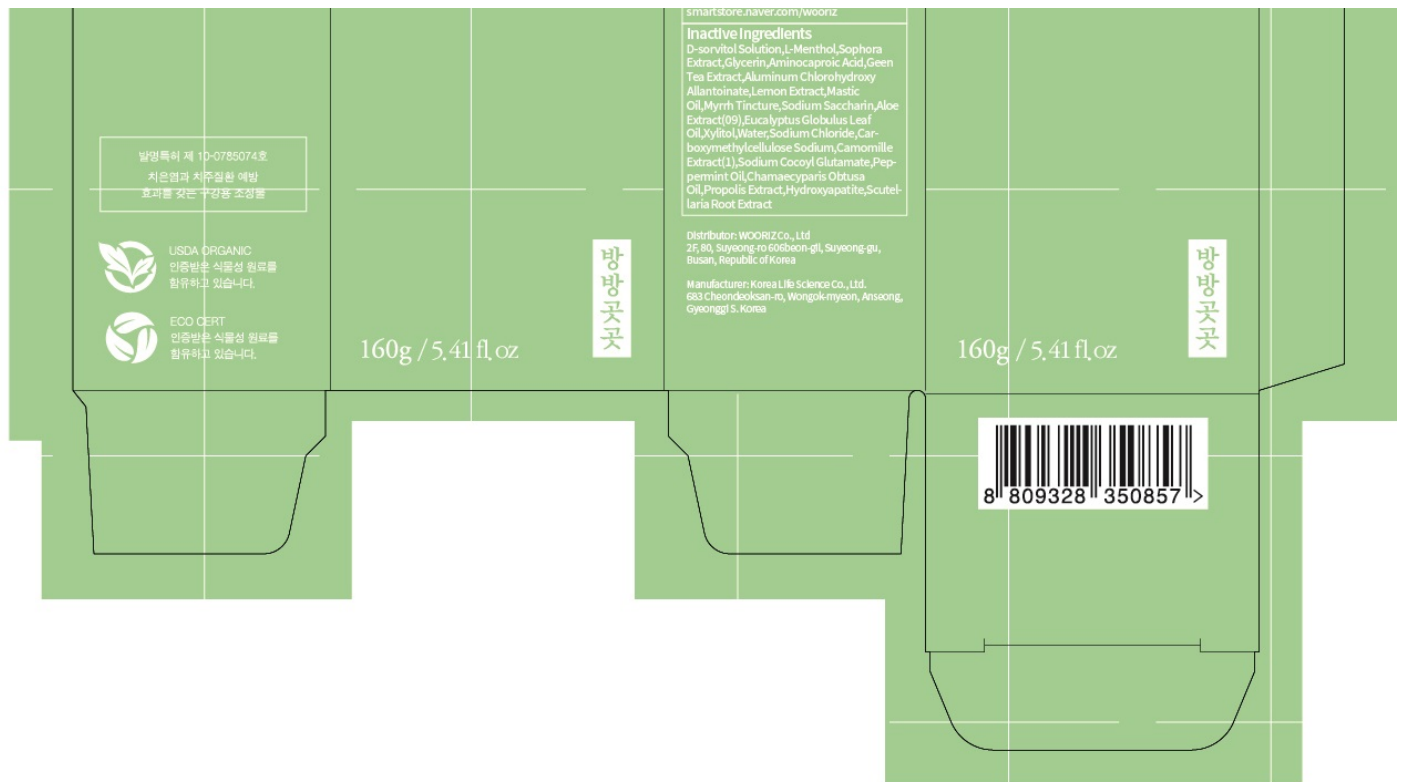 발명특허 제 10-0785074호
치은염과 치주질환 예방
효과를 갖는 구강용 조성물
USDA ORGANIC
인증받은 식물성 원료를
함유하고 있습니다.
ECO CERT
인증받은 식물성 원료를
함유하고 있습니다.
160g / 5.41 fl. oz
방방곳곳
smartstore.naver.com/wooriz
Inactive Ingredients
D-sorvitol Solution,L-Menthol,Sophora
Extract,Glycerin,Aminocaproic Acid,Geen
Tea Extract,Aluminum Chlorohydroxy
Allantoinate,Lemon Extract,Mastic
Oil,Myrrh Tincture,Sodium Saccharin,Aloe
Extract(09),Eucalyptus Globulus Leaf
Oil,Xylitol,Water,Sodium Chloride,Car-
boxymethylcellulose Sodium,Camomille
Extract(1),Sodium Cocoyl Glutamate,Pep-
permint Oil,Chamaecyparis Obtusa
Oil,Propolis Extract,Hydroxyapatite,Scutel-
laria Root Extract
Distributor: WOORIZ Co., Ltd
2F, 80, Suyeong-ro 606beon-gil, Suyeong-gu,
Busan, Republic of Korea
Manufacturer: Korea Life Science Co., Ltd.
683 Cheondeoksan-ro, Wongok-myeon, Anseong,
Gyeonggi S. Korea
160g / 5.41 fl. oz
방방곳곳
8 809328 350857 >